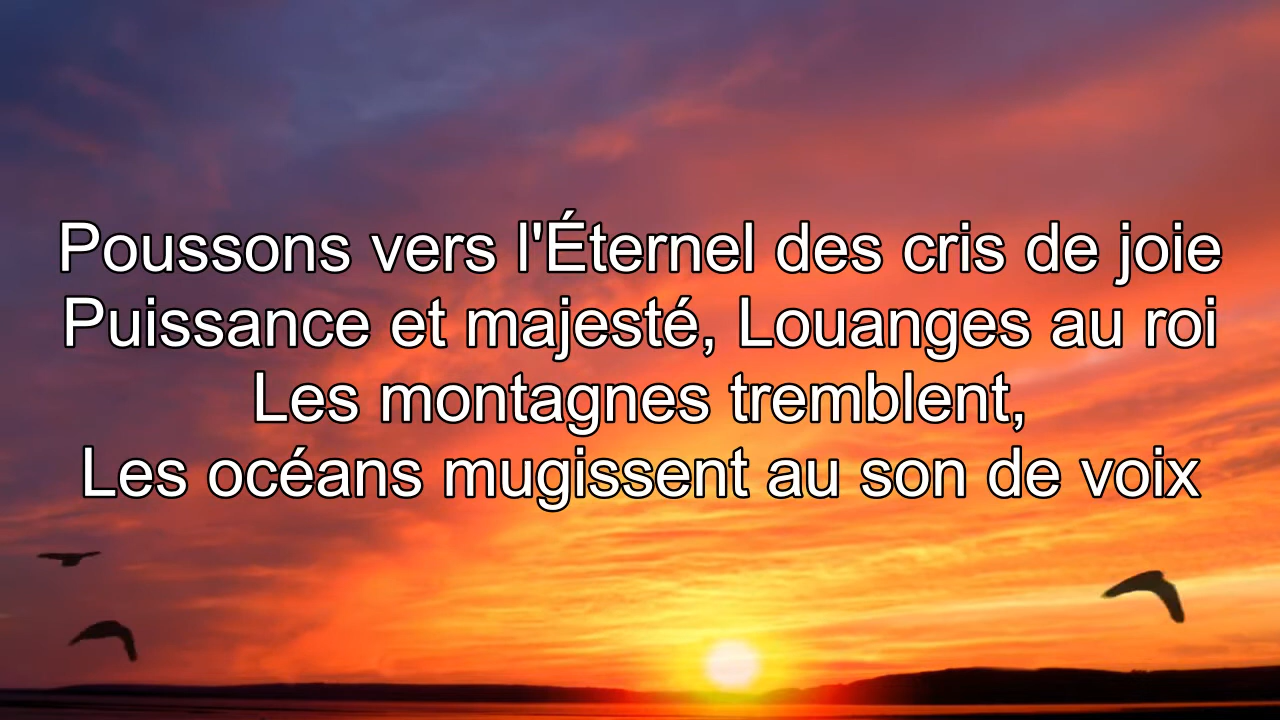 Poussons vers l'Éternel des cris de joie
Puissance et majesté, Louanges au roi
Les montagnes tremblent,
Les océans mugissent au son de voix